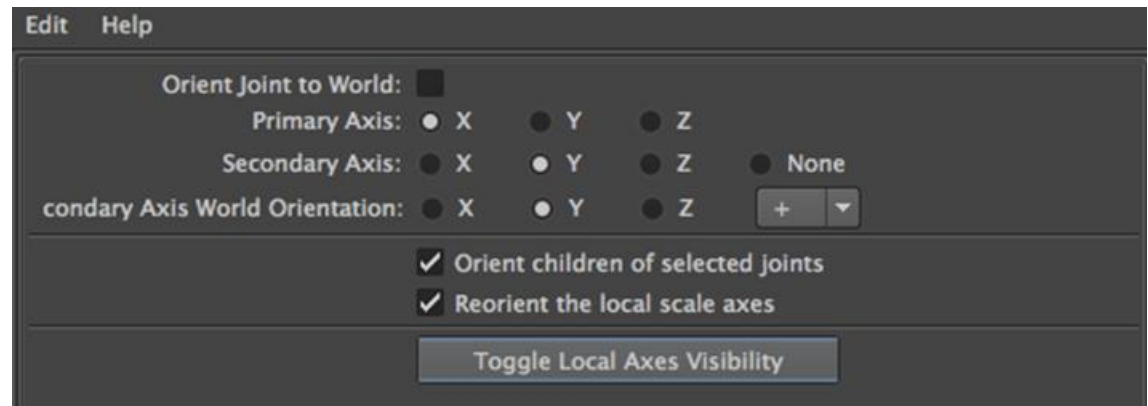 Edit Help
Orient Joint to World:
Primary Axis: X Y Z
Secondary Axis: X Y Z None
condary Axis World Orientation: X Y Z +
Orient children of selected joints
Reorient the local scale axes
Toggle Local Axes Visibility